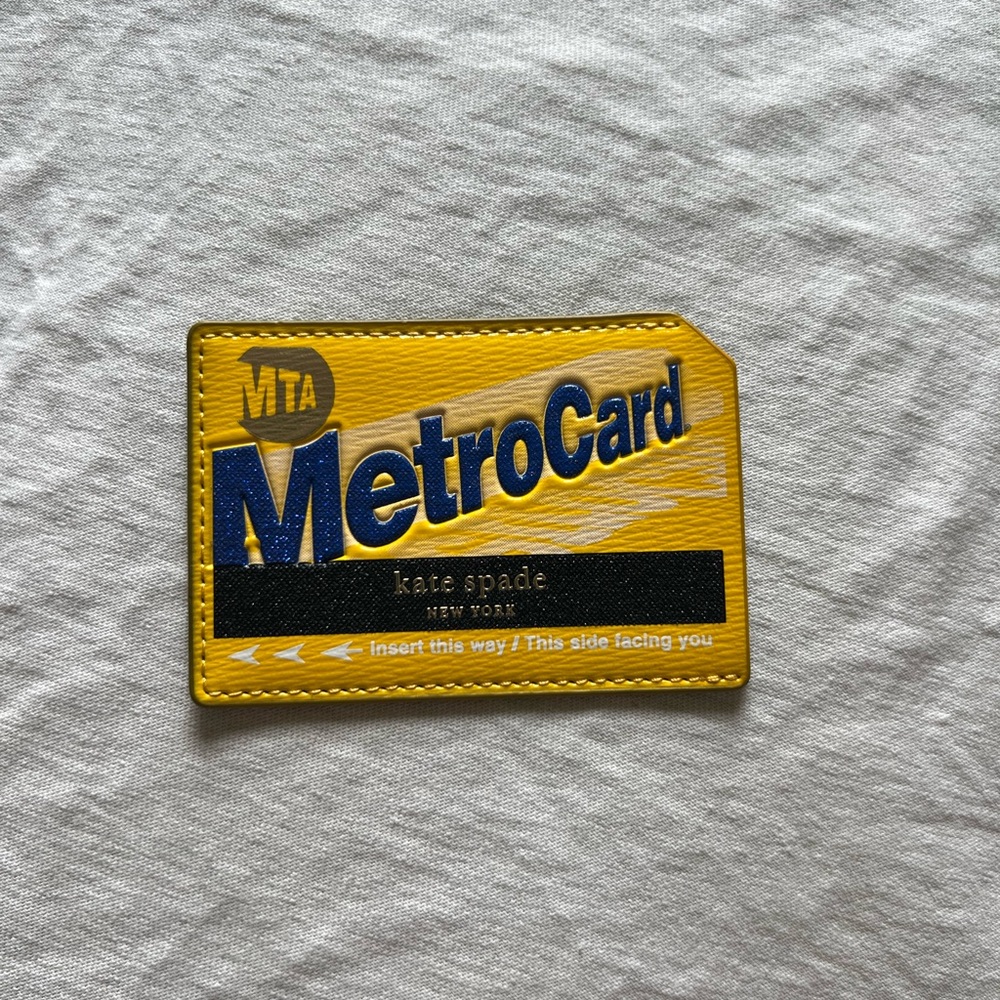 MTA
MetroCard
kate spade
NEW YORK
Insert this way / This side facing you